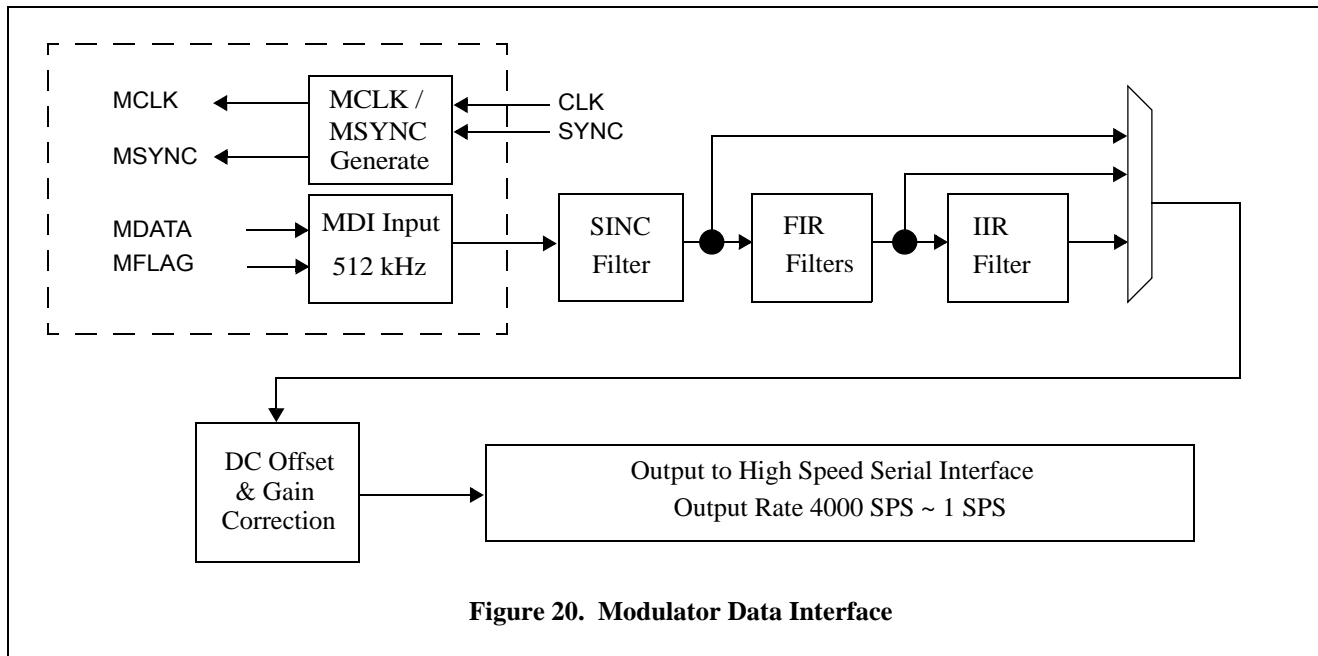 MCLK
MSYNC
MCLK /
MSYNC
Generate
CLK
SYNC
MDATA
MFLAG
MDI Input
512 kHz
SINC
Filter
FIR
Filters
IIR
Filter
DC Offset
& Gain
Correction
Output to High Speed Serial Interface
Output Rate 4000 SPS ~ 1 SPS
Figure 20. Modulator Data Interface